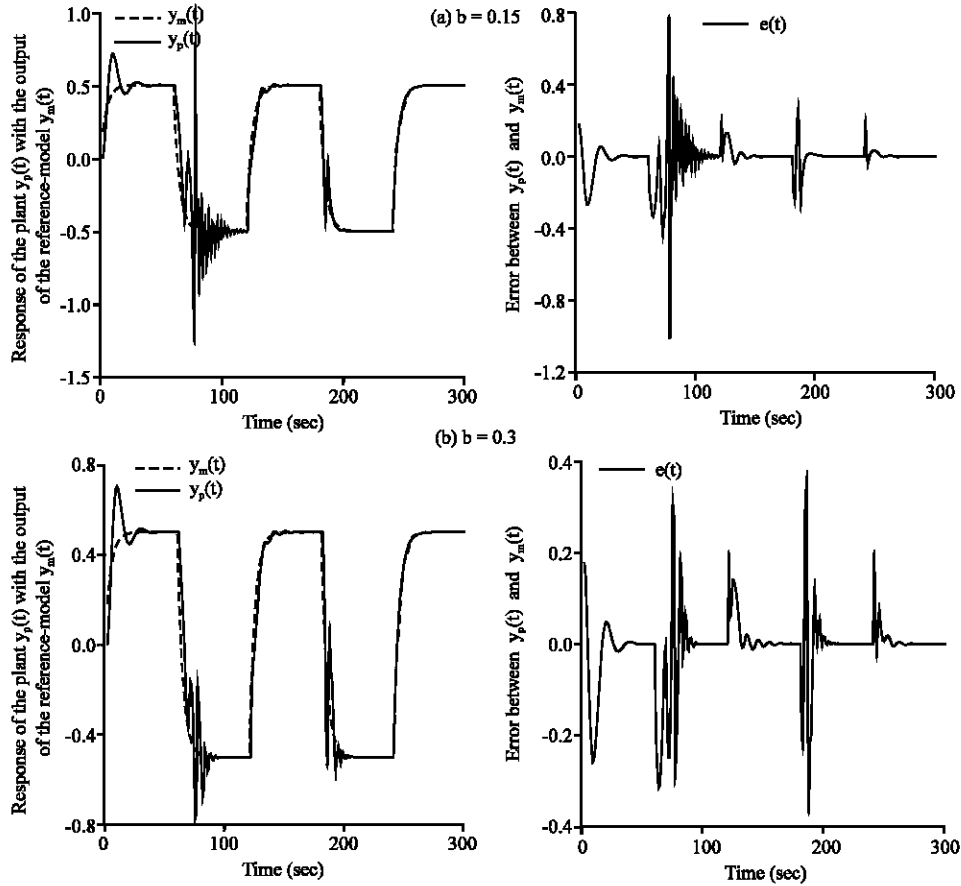 (a) b = 0.15
y_m(t)
y_p(t)
Response of the plant y_p(t) with the output
of the reference-model y_m(t)
1.0
0.5
0.0
-0.5
-1.0
-1.5
0
100
200
300
Time (sec)
e(t)
Error between y_p(t) and y_m(t)
0.8
0.4
0.0
-0.4
-0.8
-1.2
0
100
200
300
Time (sec)
(b) b = 0.3
y_m(t)
y_p(t)
Response of the plant y_p(t) with the output
of the reference-model y_m(t)
0.8
0.4
0.0
-0.4
-0.8
0
100
200
300
Time (sec)
e(t)
Error between y_p(t) and y_m(t)
0.4
0.2
0.0
-0.2
-0.4
0
100
200
300
Time (sec)